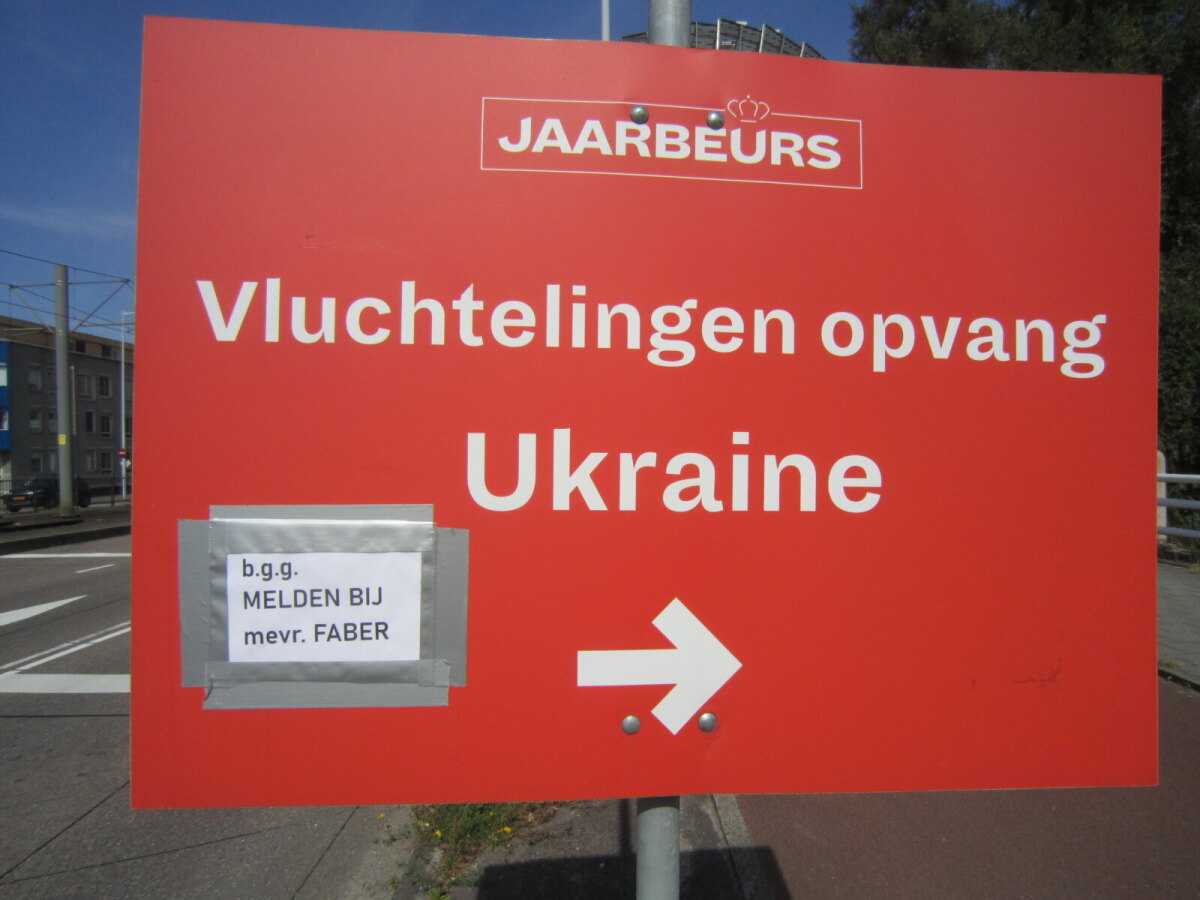 JAARBEURS
Vluchtelingen opvang
Ukraine
b.g.g.
MELDEN BIJ
mevr. FABER